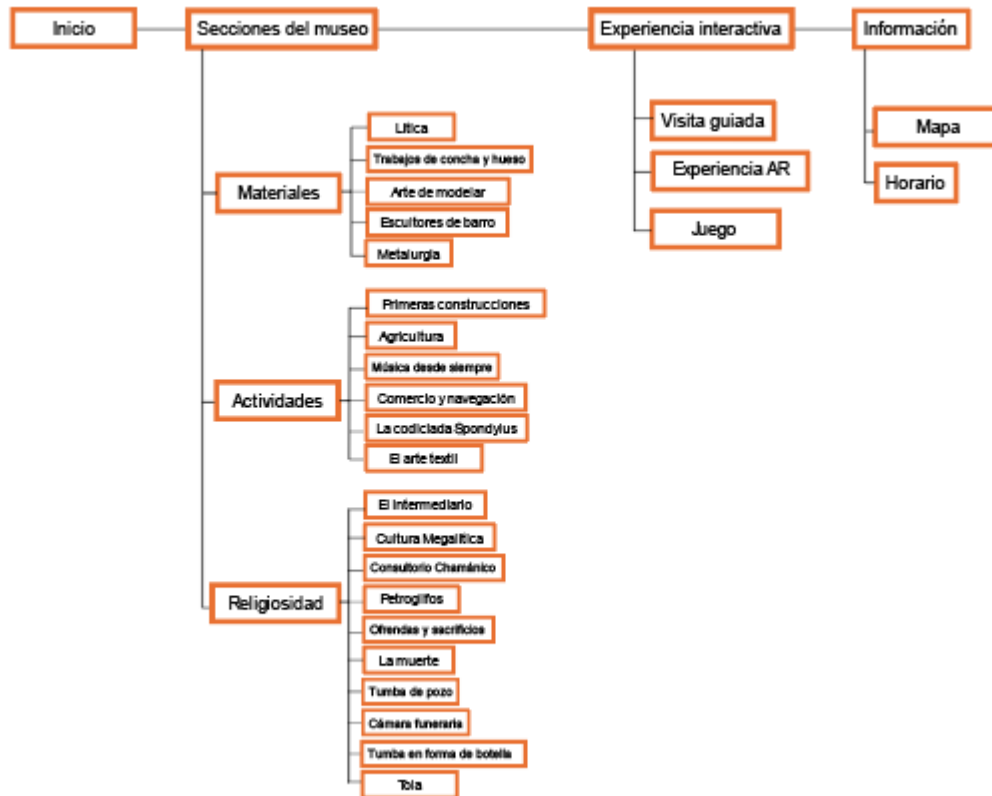 Inicio
Secciones del museo
Experiencia interactiva
Información
Materiales
Lítica
Trabajos de concha y hueso
Arte de modelar
Escultores de barro
Metalurgia
Actividades
Primeras construcciones
Agricultura
Música desde siempre
Comercio y navegación
La codiciada Spondylus
El arte textil
Religiosidad
El intermediario
Cultura Megalítica
Consultorio Chamánico
Petroglifos
Ofrendas y sacrificios
La muerte
Tumba de pozo
Cámara funeraria
Tumba en forma de botella
Tola
Visita guiada
Experiencia AR
Juego
Mapa
Horario